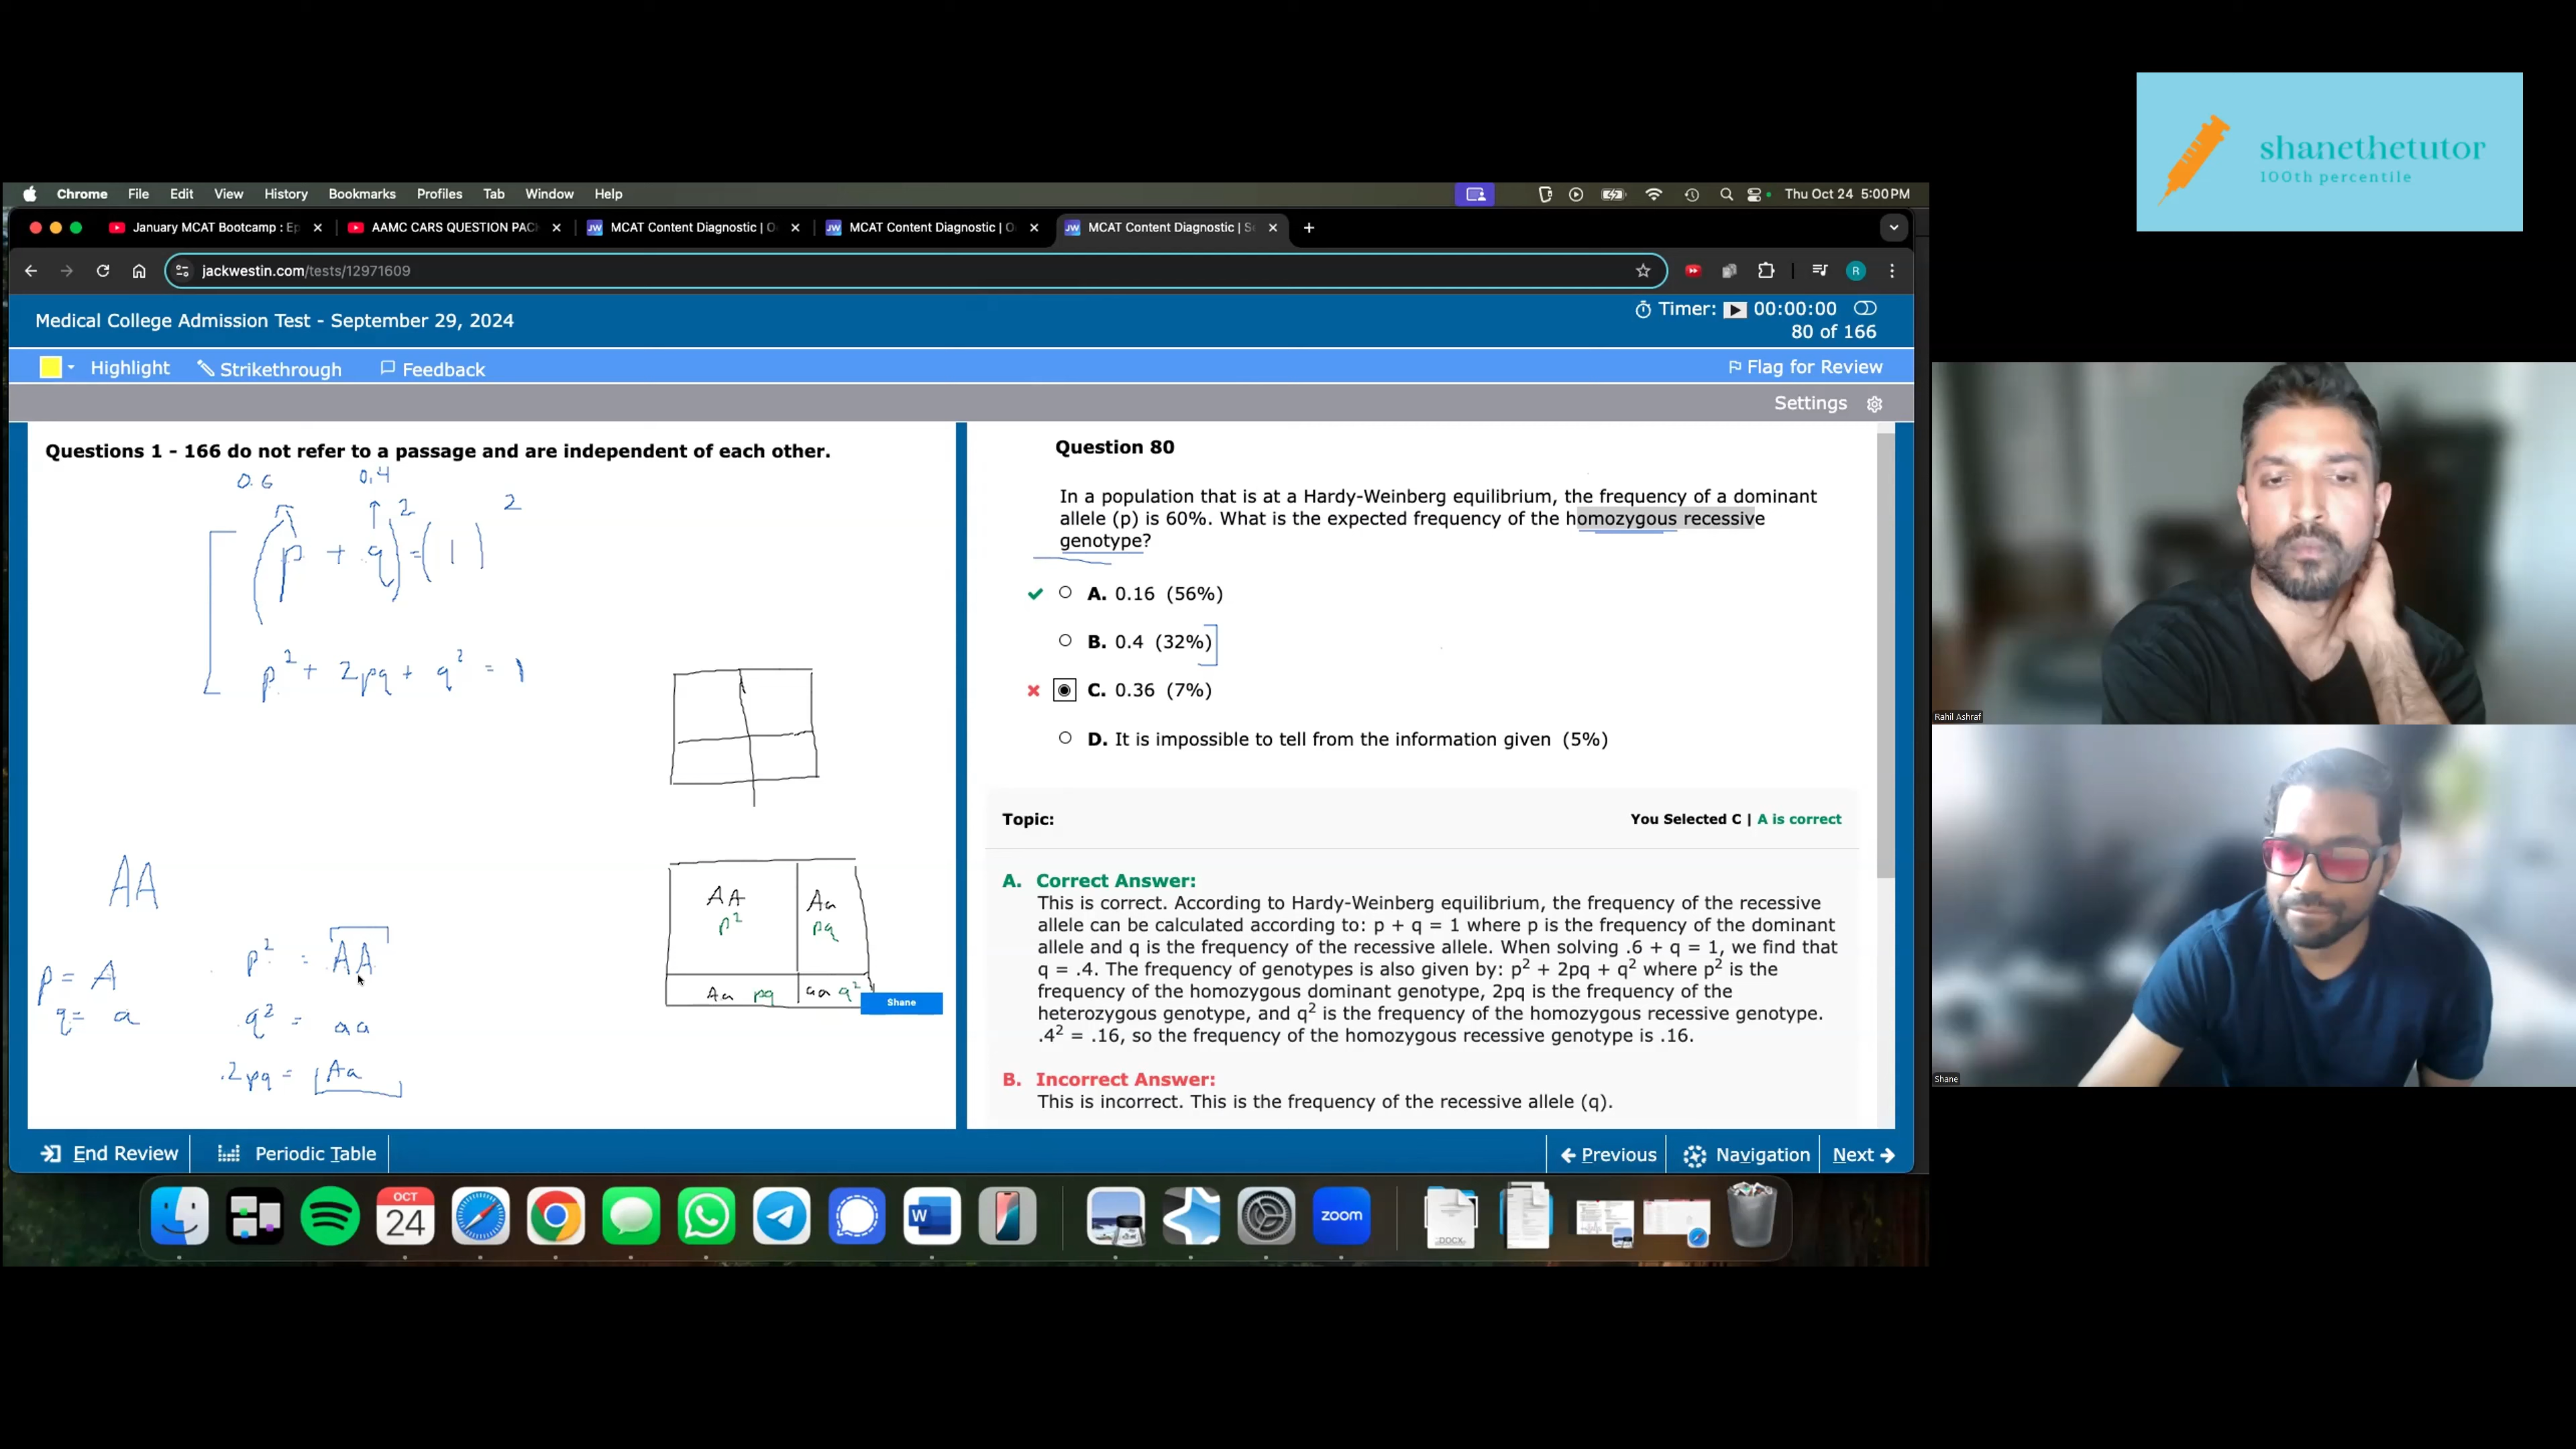 shanethetutor
100th percentile
Chrome File Edit View History Bookmarks Profiles Tab Window Help
Thu Oct 24 5:00 PM
January MCAT Bootcamp : Ep
AAMC CARS QUESTION PAC
MCAT Content Diagnostic | O
MCAT Content Diagnostic | O
MCAT Content Diagnostic | S
jackwestin.com/tests/12971609
R
Medical College Admission Test - September 29, 2024
Timer: 00:00:00
80 of 166
Highlight Strikethrough Feedback
Flag for Review
Settings
Questions 1 - 166 do not refer to a passage and are independent of each other.
0.6 0.4
(p + q)² = (1)²
p² + 2pq + q² = 1
AA
p = A
q = a
p² = AA
q² = aa
2pq = Aa
AA Aa
p² pq
Aa pq aa q²
Shane
Question 80
In a population that is at a Hardy-Weinberg equilibrium, the frequency of a dominant
allele (p) is 60%. What is the expected frequency of the homozygous recessive
genotype?
A. 0.16 (56%)
B. 0.4 (32%)
C. 0.36 (7%)
D. It is impossible to tell from the information given (5%)
Topic:
You Selected C | A is correct
A. Correct Answer:
This is correct. According to Hardy-Weinberg equilibrium, the frequency of the recessive
allele can be calculated according to: p + q = 1 where p is the frequency of the dominant
allele and q is the frequency of the recessive allele. When solving .6 + q = 1, we find that
q = .4. The frequency of genotypes is also given by: p² + 2pq + q² where p² is the
frequency of the homozygous dominant genotype, 2pq is the frequency of the
heterozygous genotype, and q² is the frequency of the homozygous recessive genotype.
.4² = .16, so the frequency of the homozygous recessive genotype is .16.
B. Incorrect Answer:
This is incorrect. This is the frequency of the recessive allele (q).
End Review Periodic Table
Previous Navigation Next
OCT
24
W
zoom
.DOCX
Rahil Ashraf
Shane